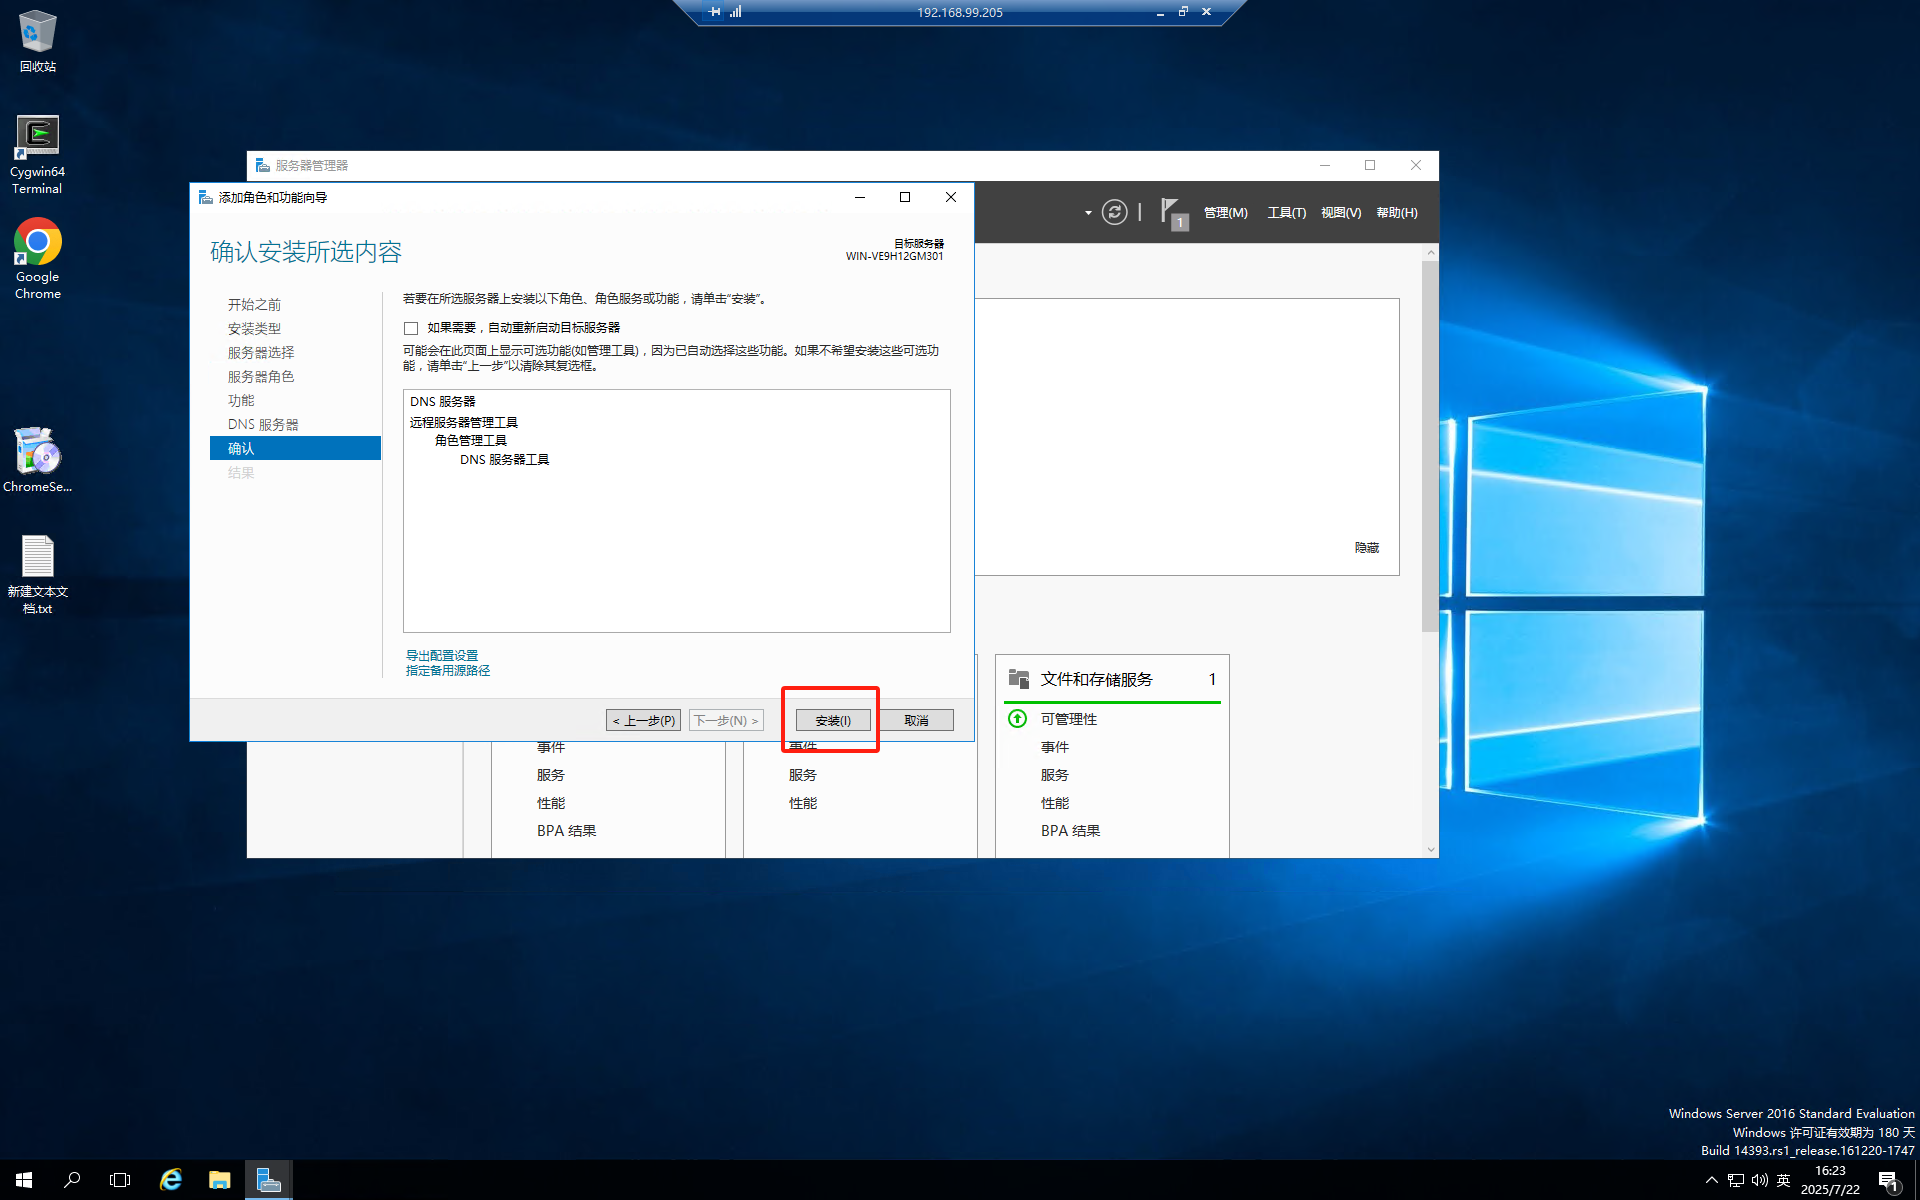 192.168.99.205
回收站
Cygwin64
Terminal
Google
Chrome
ChromeSe...
新建文本文
档.txt
服务器管理器
管理(M)
工具(T)
视图(V)
帮助(H)
1
添加角色和功能向导
确认安装所选内容
目标服务器
WIN-VE9H12GM301
开始之前
安装类型
服务器选择
服务器角色
功能
DNS 服务器
确认
结果
若要在所选服务器上安装以下角色、角色服务或功能，请单击“安装”。
如果需要，自动重新启动目标服务器
可能会在此页面上显示可选功能(如管理工具)，因为已自动选择这些功能。如果不希望安装这些可选功
能，请单击“上一步”以清除其复选框。
DNS 服务器
远程服务器管理工具
角色管理工具
DNS 服务器工具
导出配置设置
指定备用源路径
< 上一步(P)
下一步(N) >
安装(I)
取消
隐藏
事件
服务
性能
BPA 结果
事件
服务
性能
文件和存储服务
1
可管理性
事件
服务
性能
BPA 结果
Windows Server 2016 Standard Evaluation
Windows 许可证有效期为 180 天
Build 14393.rs1_release.161220-1747
英
16:23
2025/7/22
1